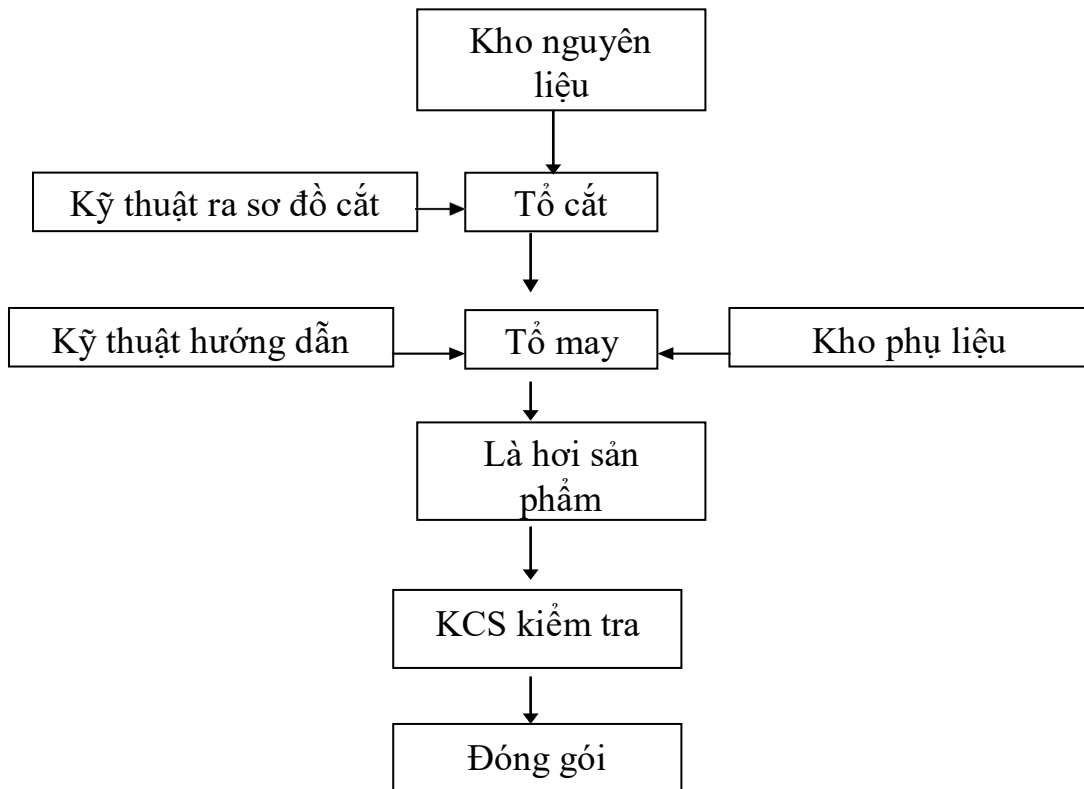 Kho nguyên
liệu
Kỹ thuật ra sơ đồ cắt
Tổ cắt
Kỹ thuật hướng dẫn
Tổ may
Kho phụ liệu
Là hơi sản
phẩm
KCS kiểm tra
Đóng gói